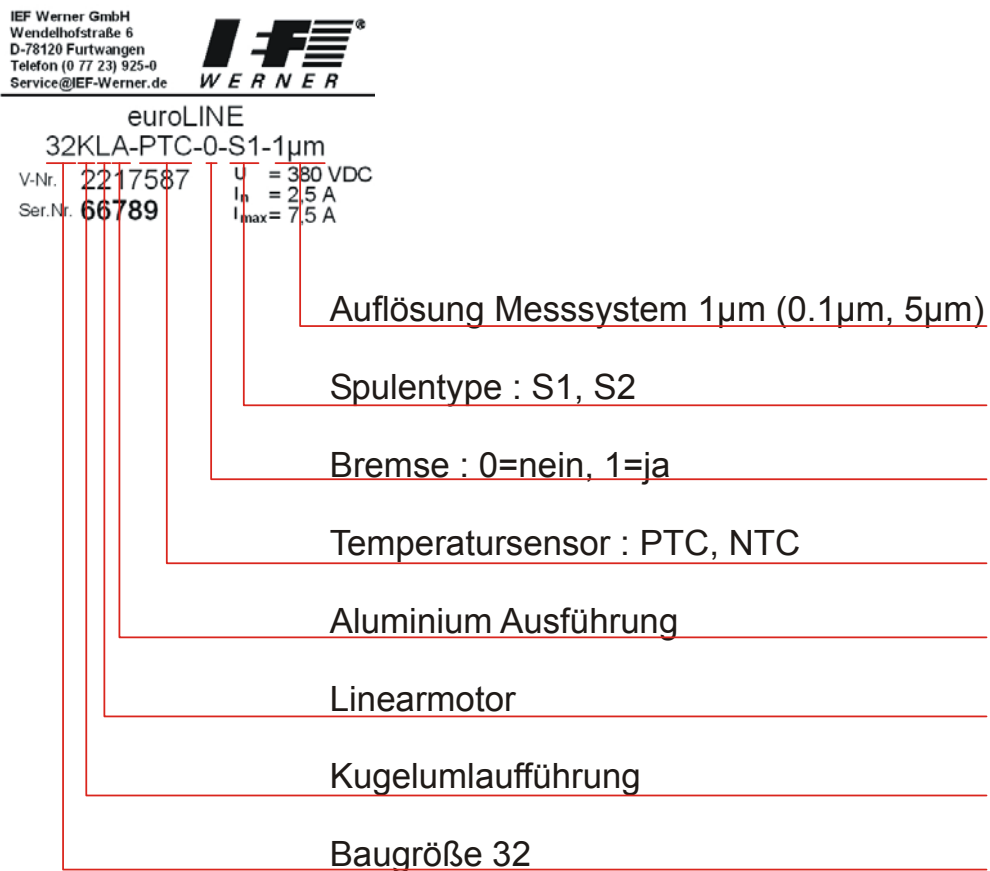 IEF Werner GmbH
Wendelhofstraße 6
D-78120 Furtwangen
Telefon (0 77 23) 925-0
Service@IEF-Werner.de
IEF®
WERNER
euroLINE
32KLA-PTC-0-S1-1µm
V-Nr. 2217587
Ser.Nr. 66789
U = 380 VDC
In = 2,5 A
Imax = 7,5 A
Auflösung Messsystem 1µm (0.1µm, 5µm)
Spulentype : S1, S2
Bremse : 0=nein, 1=ja
Temperatursensor : PTC, NTC
Aluminium Ausführung
Linearmotor
Kugelumlaufführung
Baugröße 32